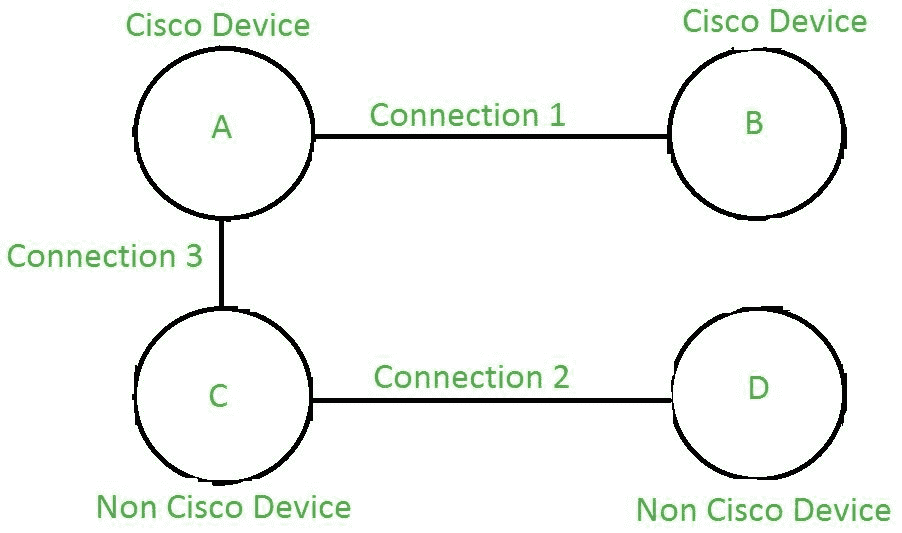 Cisco Device
Cisco Device
A
Connection 1
B
Connection 3
C
Connection 2
D
Non Cisco Device
Non Cisco Device